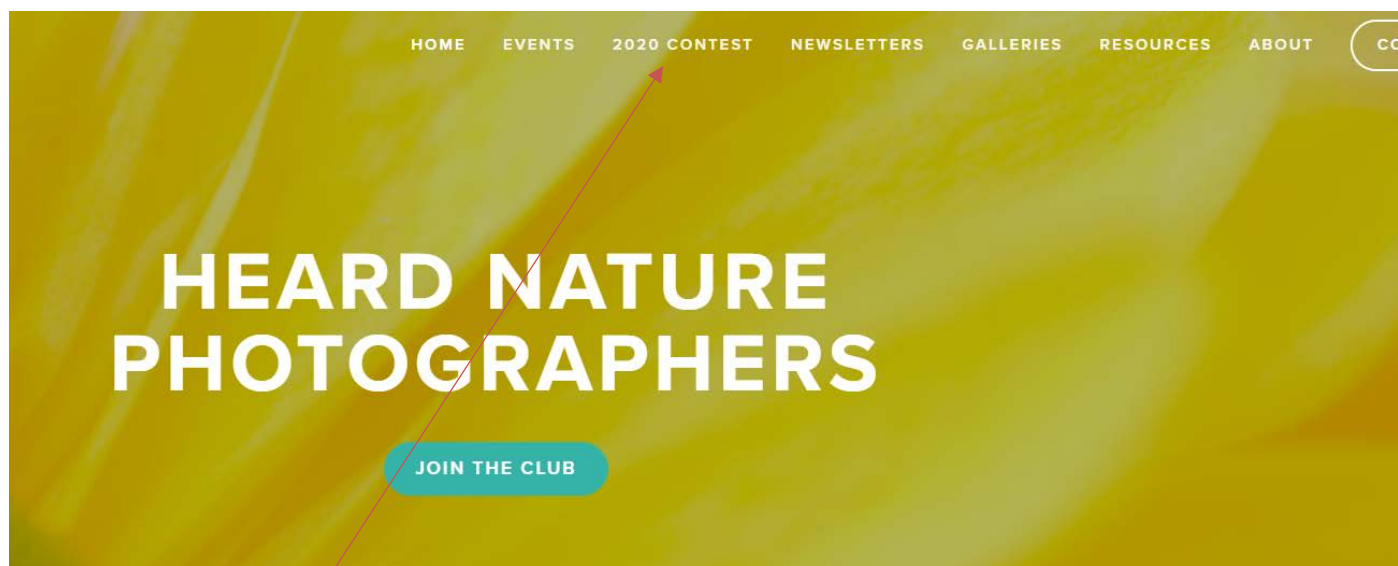 HOME EVENTS 2020 CONTEST NEWSLETTERS GALLERIES RESOURCES ABOUT
HEARD NATURE
PHOTOGRAPHERS
JOIN THE CLUB